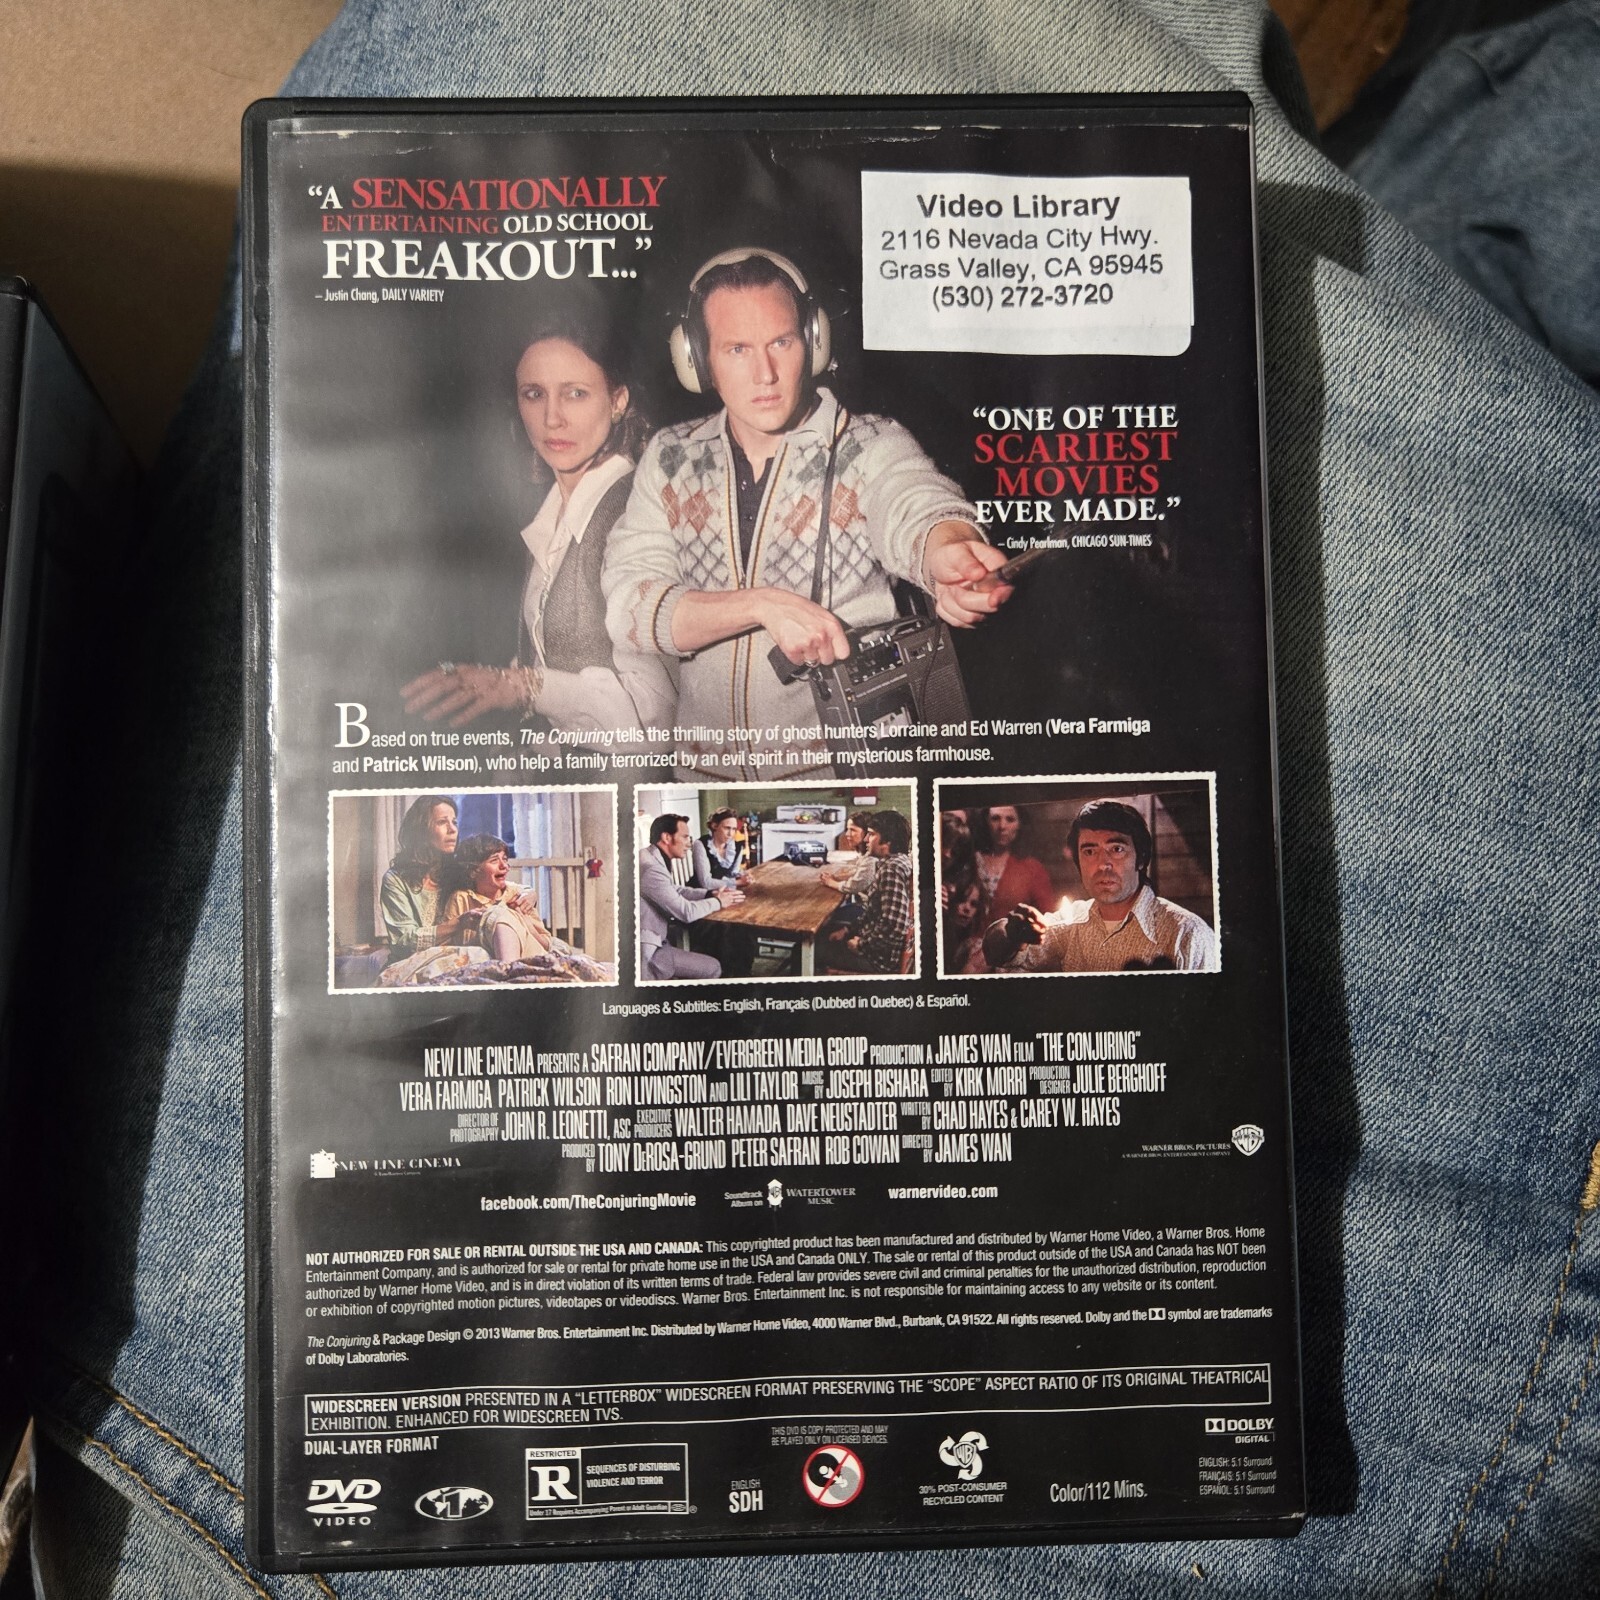 “A SENSATIONALLY
ENTERTAINING OLD SCHOOL
FREAKOUT...”
– Justin Chang, DAILY VARIETY
Video Library
2116 Nevada City Hwy.
Grass Valley, CA 95945
(530) 272-3720
“ONE OF THE
SCARIEST
MOVIES
EVER MADE.”
– Cindy Pearlman, CHICAGO SUN-TIMES
Based on true events, The Conjuring tells the thrilling story of ghost hunters Lorraine and Ed Warren (Vera Farmiga
and Patrick Wilson), who help a family terrorized by an evil spirit in their mysterious farmhouse.
Languages & Subtitles: English, Français (Dubbed in Quebec) & Español.
NEW LINE CINEMA PRESENTS A SAFRAN COMPANY/EVERGREEN MEDIA GROUP PRODUCTION A JAMES WAN FILM "THE CONJURING"
VERA FARMIGA PATRICK WILSON RON LIVINGSTON AND LILI TAYLOR MUSIC BY JOSEPH BISHARA EDITED BY KIRK MORRI PRODUCTION DESIGNER JULIE BERGHOFF
DIRECTOR OF PHOTOGRAPHY JOHN R. LEONETTI, ASC EXECUTIVE PRODUCERS WALTER HAMADA DAVE NEUSTADTER WRITTEN BY CHAD HAYES & CAREY W. HAYES
PRODUCED BY TONY DeROSA-GRUND PETER SAFRAN ROB COWAN DIRECTED BY JAMES WAN
NEW LINE CINEMA
WARNER BROS. PICTURES
A WARNER BROS. ENTERTAINMENT COMPANY
WB
facebook.com/TheConjuringMovie
Soundtrack
Album on
WATERTOWER
MUSIC
warnervideo.com
NOT AUTHORIZED FOR SALE OR RENTAL OUTSIDE THE USA AND CANADA: This copyrighted product has been manufactured and distributed by Warner Home Video, a Warner Bros. Home
Entertainment Company, and is authorized for sale or rental for private home use in the USA and Canada ONLY. The sale or rental of this product outside of the USA and Canada has NOT been
authorized by Warner Home Video, and is in direct violation of its written terms of trade. Federal law provides severe civil and criminal penalties for the unauthorized distribution, reproduction
or exhibition of copyrighted motion pictures, videotapes or videodiscs. Warner Bros. Entertainment Inc. is not responsible for maintaining access to any website or its content.
The Conjuring & Package Design © 2013 Warner Bros. Entertainment Inc. Distributed by Warner Home Video, 4000 Warner Blvd., Burbank, CA 91522. All rights reserved. Dolby and the symbol are trademarks
of Dolby Laboratories.
WIDESCREEN VERSION PRESENTED IN A “LETTERBOX” WIDESCREEN FORMAT PRESERVING THE “SCOPE” ASPECT RATIO OF ITS ORIGINAL THEATRICAL
EXHIBITION. ENHANCED FOR WIDESCREEN TVS.
DUAL-LAYER FORMAT
DVD
VIDEO
1
RESTRICTED
R
SEQUENCES OF DISTURBING
VIOLENCE AND TERROR
Under 17 Requires Accompanying Parent or Adult Guardian
®
ENGLISH
SDH
THIS DVD IS COPY PROTECTED AND MAY
BE PLAYED ONLY ON LICENSED DEVICES.
WB
30% POST-CONSUMER
RECYCLED CONTENT
Color/112 Mins.
DOLBY
DIGITAL
ENGLISH: 5.1 Surround
FRANÇAIS: 5.1 Surround
ESPAÑOL: 5.1 Surround